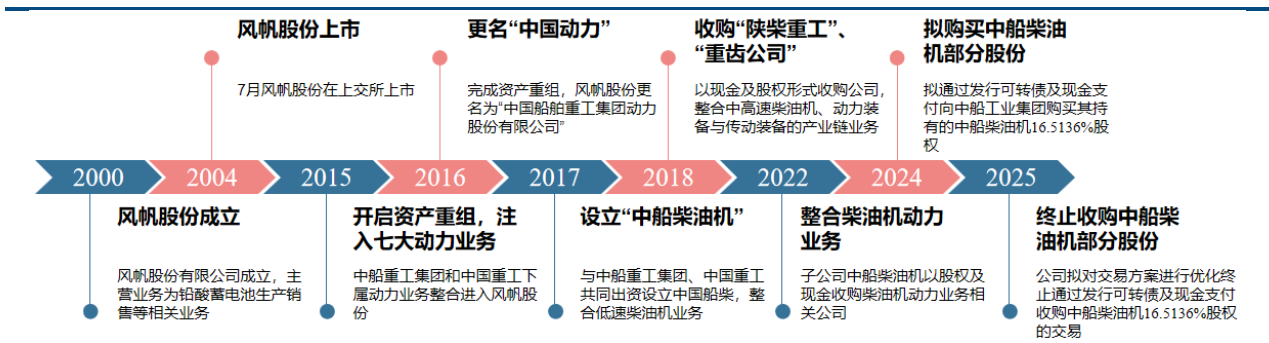 风帆股份上市
7月风帆股份在上交所上市
更名“中国动力”
完成资产重组，风帆股份更
名为“中国船舶重工集团动力
股份有限公司”
收购“陕柴重工”、
“重齿公司”
以现金及股权形式收购公司，
整合中高速柴油机、动力装
备与传动装备的产业链业务
拟购买中船柴油
机部分股份
拟通过发行可转债及现金支
付向中船工业集团购买其持
有的中船柴油机16.5136%股
权
2000
2004
2015
2016
2017
2018
2022
2024
2025
风帆股份成立
风帆股份有限公司成立，主
营业务为铅酸蓄电池生产销
售等相关业务
开启资产重组，注
入七大动力业务
中船重工集团和中国重工下
属动力业务整合进入风帆股
份
设立“中船柴油机”
与中船重工集团、中国重工
共同出资设立中国船柴，整
合低速柴油机业务
整合柴油机动力
业务
子公司中船柴油机以股权及
现金收购柴油机动力业务相
关公司
终止收购中船柴
油机部分股份
公司拟对交易方案进行优化终
止通过发行可转债及现金支付
收购中船柴油机16.5136%股权
的交易